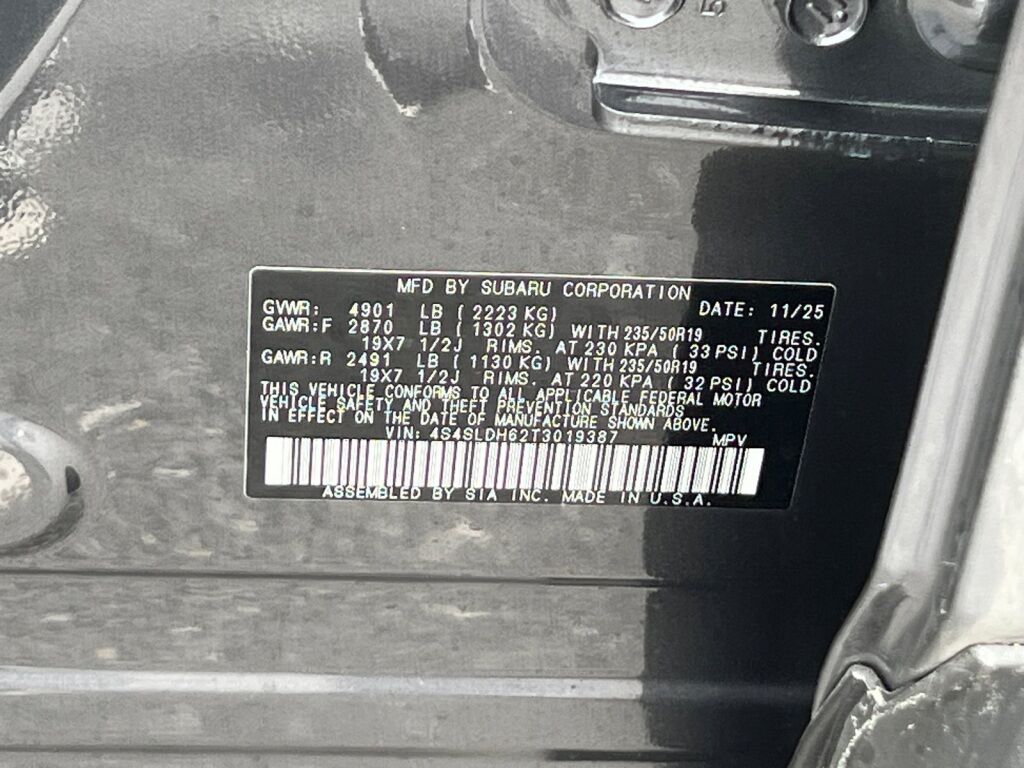 MFD BY SUBARU CORPORATION
GVWR: 4901 LB ( 2223 KG) DATE: 11/25
GAWR:F 2870 LB ( 1302 KG) WITH 235/50R19 TIRES.
19X7 1/2J RIMS. AT 230 KPA ( 33 PSI) COLD
GAWR:R 2491 LB ( 1130 KG) WITH 235/50R19 TIRES.
19X7 1/2J RIMS. AT 220 KPA ( 32 PSI) COLD
THIS VEHICLE CONFORMS TO ALL APPLICABLE FEDERAL MOTOR
VEHICLE SAFETY AND THEFT PREVENTION STANDARDS
IN EFFECT ON THE DATE OF MANUFACTURE SHOWN ABOVE.
VIN: 4S4SLDH62T3019387 MPV
ASSEMBLED BY SIA INC. MADE IN U.S.A.